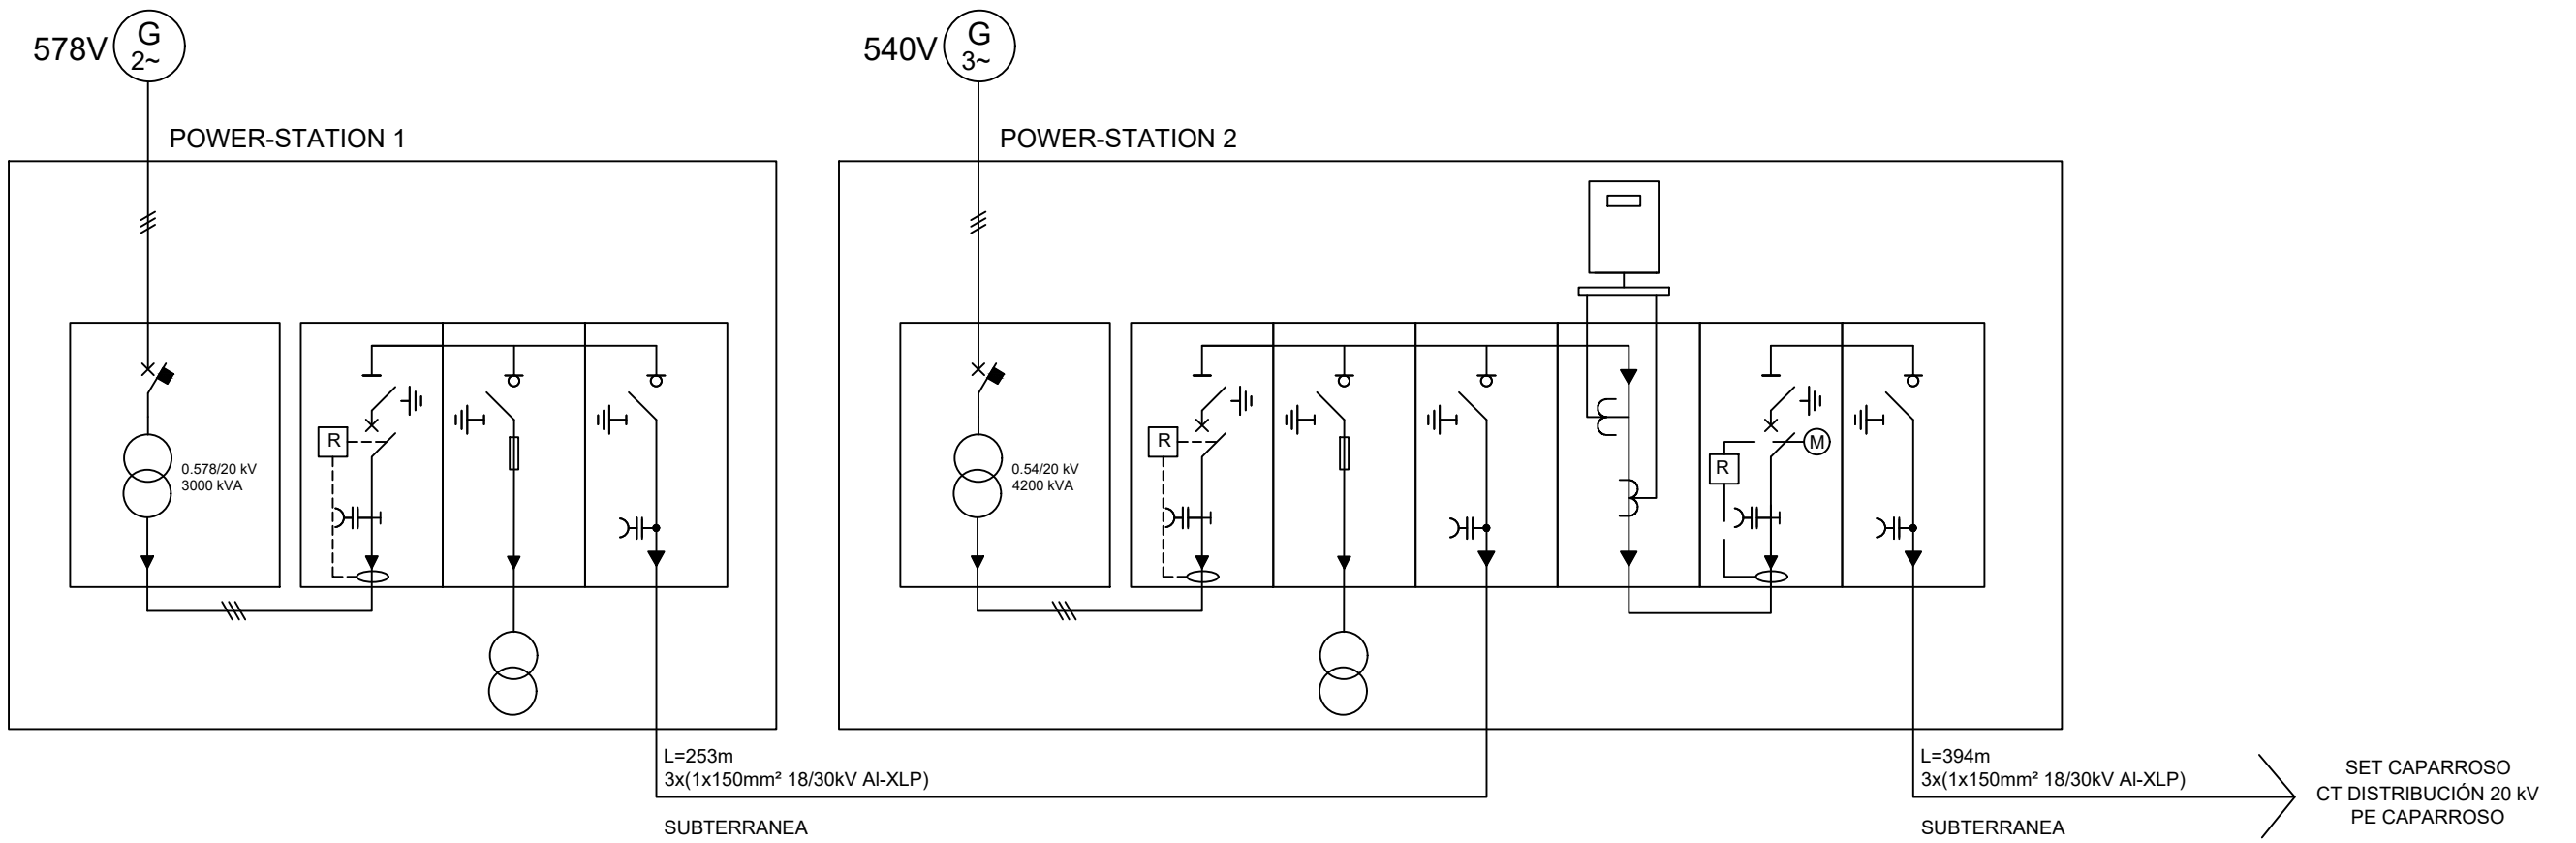 578V
G
2~
POWER-STATION 1
0.578/20 kV
3000 kVA
R
L=253m
3x(1x150mm² 18/30kV Al-XLP)
SUBTERRANEA
540V
G
3~
POWER-STATION 2
0.54/20 kV
4200 kVA
R
R
M
L=394m
3x(1x150mm² 18/30kV Al-XLP)
SUBTERRANEA
SET CAPARROSO
CT DISTRIBUCIÓN 20 kV
PE CAPARROSO